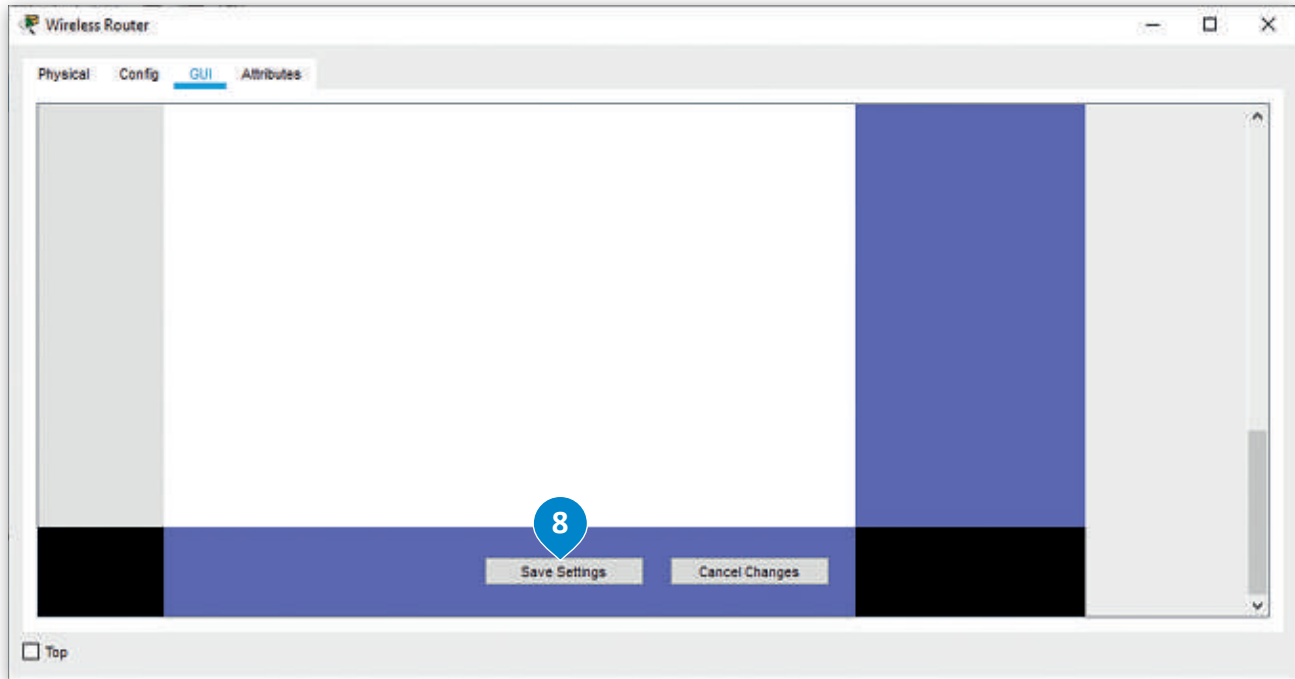 Wireless Router
Physical Config GUI Attributes
8
Save Settings Cancel Changes
Top